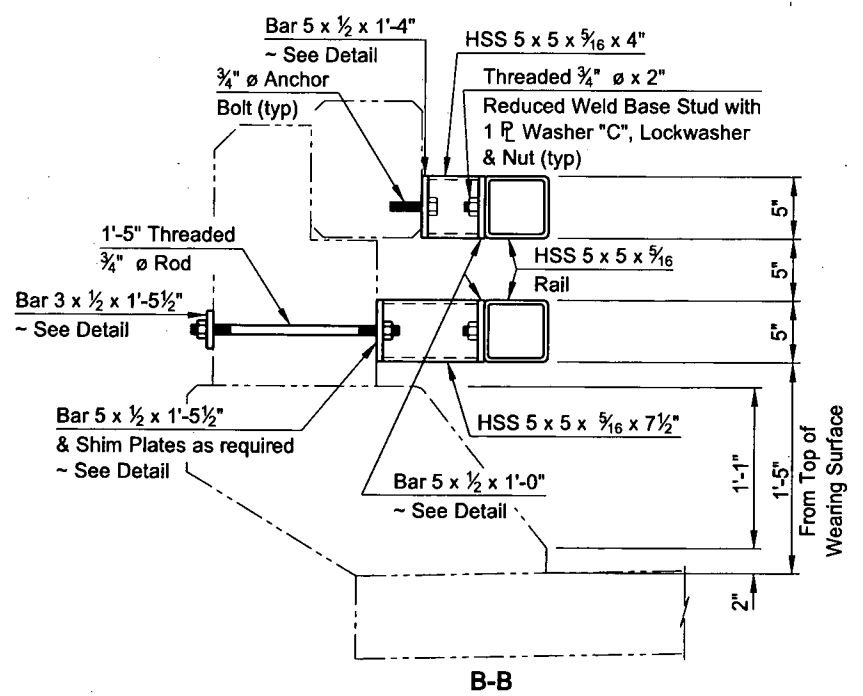 Bar 5 x ½ x 1'-4"
~ See Detail
¾" ø Anchor
Bolt (typ)
HSS 5 x 5 x 5⁄16 x 4"
Threaded ¾" ø x 2"
Reduced Weld Base Stud with
1 ℄ Washer "C", Lockwasher
& Nut (typ)
5"
1'-5" Threaded
¾" ø Rod
HSS 5 x 5 x 5⁄16
Rail
5"
Bar 3 x ½ x 1'-5½"
~ See Detail
5"
Bar 5 x ½ x 1'-5½"
& Shim Plates as required
~ See Detail
HSS 5 x 5 x 5⁄16 x 7½"
Bar 5 x ½ x 1'-0"
~ See Detail
1'-1"
1'-5"
From Top of
Wearing Surface
2"
B-B